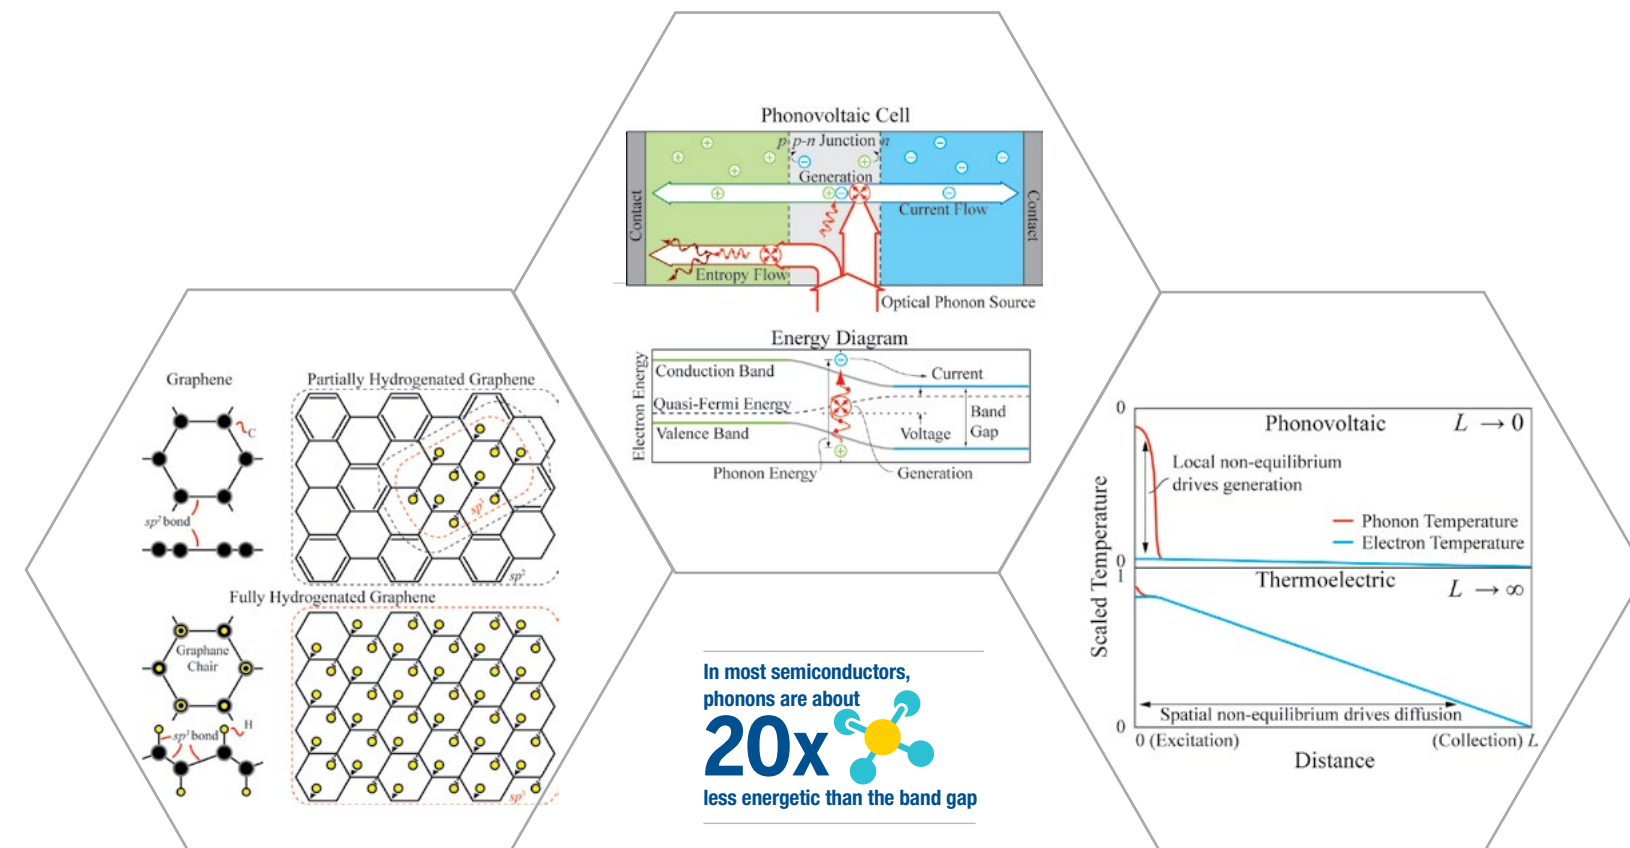 Phonovoltaic Cell
p p-n Junction n
Generation
Current Flow
Contact
Contact
Entropy Flow
Optical Phonon Source
Energy Diagram
Electron Energy
Conduction Band
Current
Quasi-Fermi Energy
Band
Gap
Valence Band
Voltage
Phonon Energy
Generation
Graphene
Partially Hydrogenated Graphene
C
sp² bond
sp³
sp²
Fully Hydrogenated Graphene
Graphane
Chair
H
sp³ bond
sp³
In most semiconductors,
phonons are about
20x
less energetic than the band gap
0
Phonovoltaic
L → 0
Local non-equilibrium
drives generation
Phonon Temperature
Electron Temperature
Scaled Temperature
0
1
Thermoelectric
L → ∞
Spatial non-equilibrium drives diffusion
0
0 (Excitation)
(Collection) L
Distance